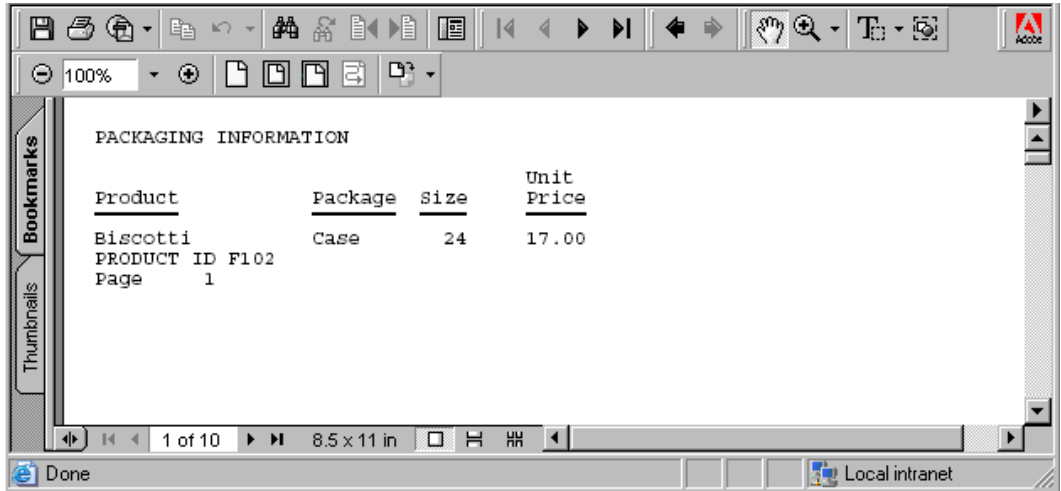 Adobe
100%
Bookmarks
Thumbnails
PACKAGING INFORMATION
Unit
Product Package Size Price
Biscotti Case 24 17.00
PRODUCT ID F102
Page 1
1 of 10 8.5 x 11 in
Done Local intranet